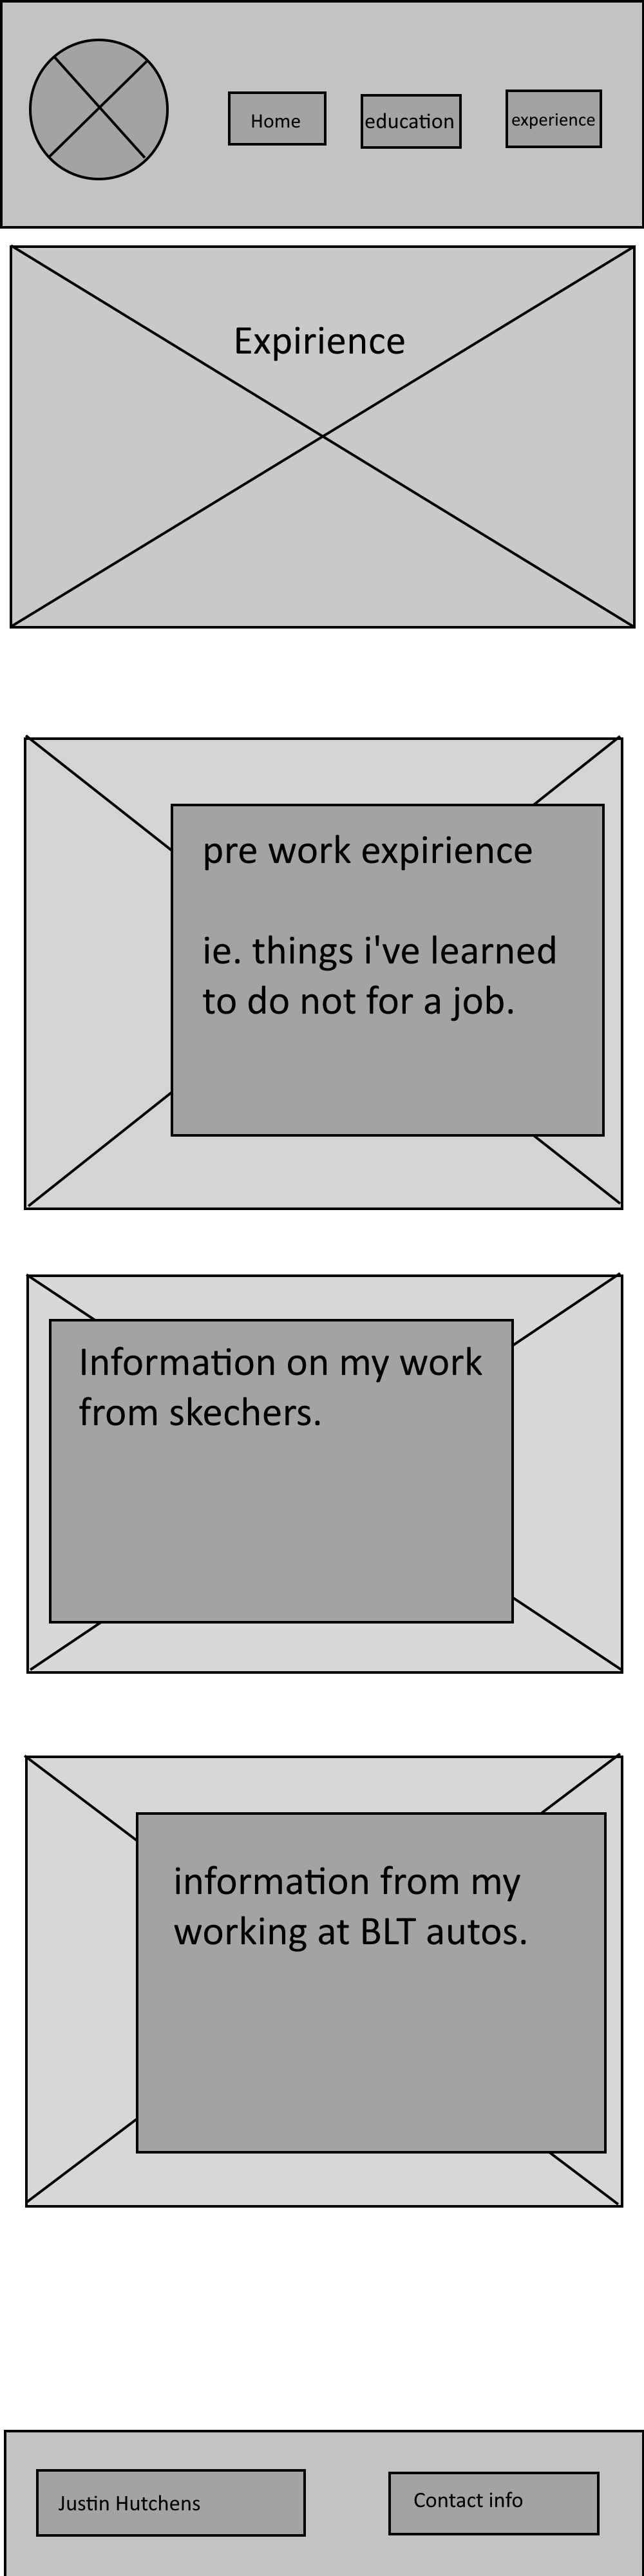 Home
education
experience
Expirience
pre work expirience
ie. things i've learned
to do not for a job.
Information on my work
from skechers.
information from my
working at BLT autos.
Justin Hutchens
Contact info